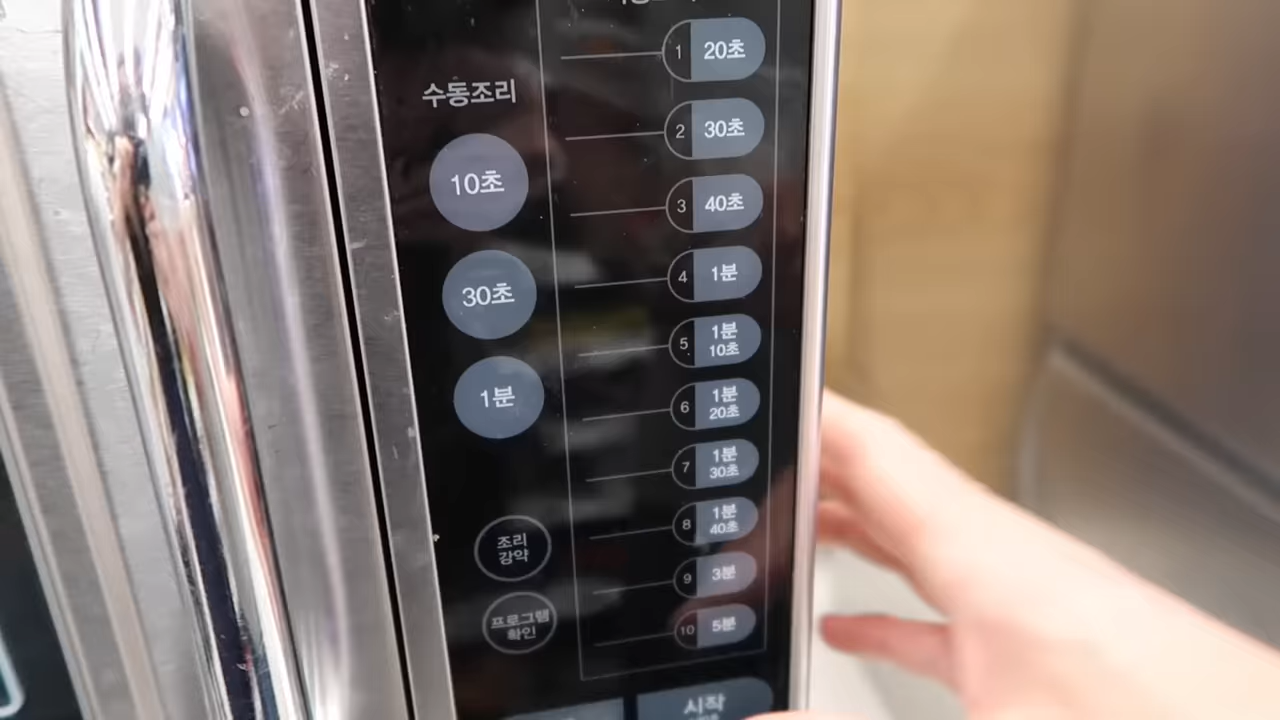 수동조리
10초
30초
1분
조리
강약
프로그램
확인
1 20초
2 30초
3 40초
4 1분
5 1분
10초
6 1분
20초
7 1분
30초
8 1분
40초
9 3분
10 5분
시작